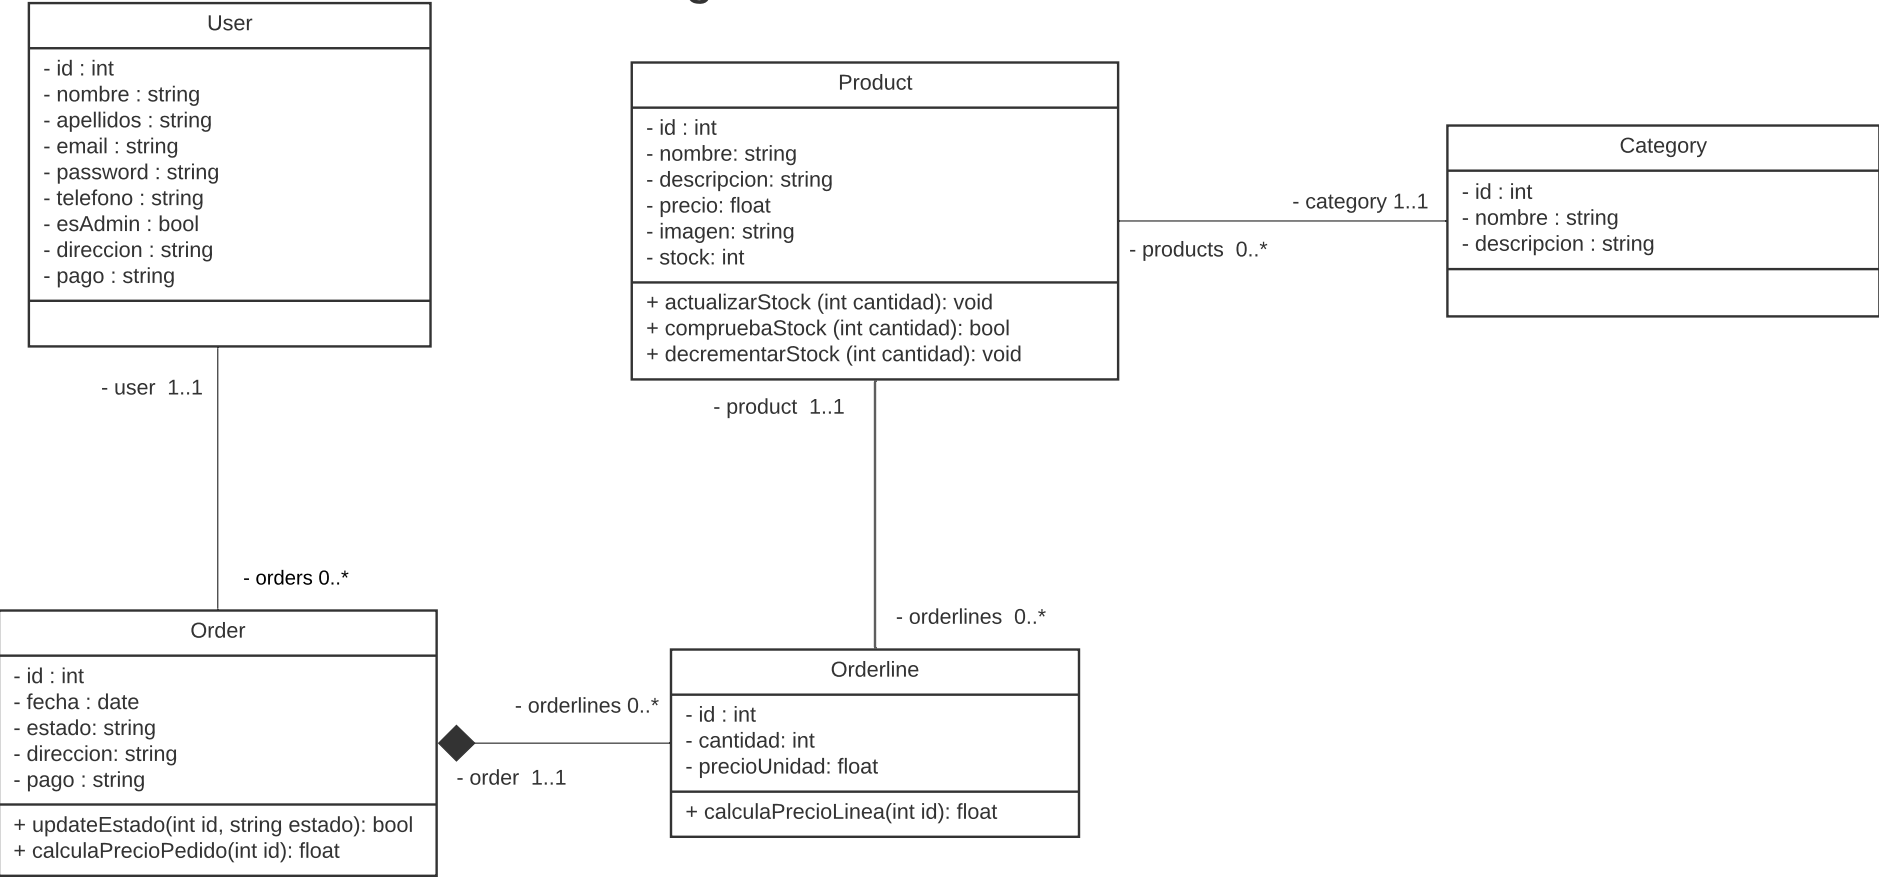 User
- id : int
- nombre : string
- apellidos : string
- email : string
- password : string
- telefono : string
- esAdmin : bool
- direccion : string
- pago : string
- user 1..1
- orders 0..*
Product
- id : int
- nombre: string
- descripcion: string
- precio: float
- imagen: string
- stock: int
+ actualizarStock (int cantidad): void
+ compruebaStock (int cantidad): bool
+ decrementarStock (int cantidad): void
- category 1..1
- products 0..*
Category
- id : int
- nombre : string
- descripcion : string
- product 1..1
- orderlines 0..*
Order
- id : int
- fecha : date
- estado: string
- direccion: string
- pago : string
+ updateEstado(int id, string estado): bool
+ calculaPrecioPedido(int id): float
- orderlines 0..*
- order 1..1
Orderline
- id : int
- cantidad: int
- precioUnidad: float
+ calculaPrecioLinea(int id): float